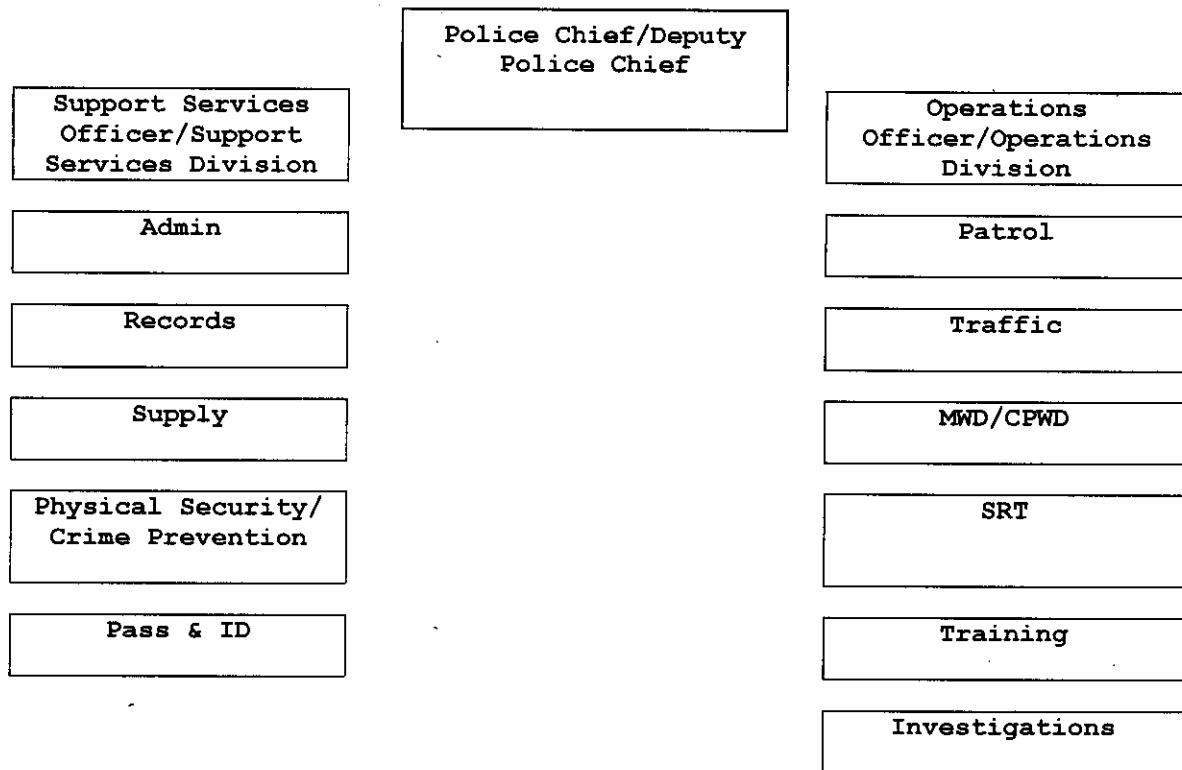 Police Chief/Deputy
Police Chief
Support Services
Officer/Support
Services Division
Admin
Records
Supply
Physical Security/
Crime Prevention
Pass & ID
Operations
Officer/Operations
Division
Patrol
Traffic
MWD/CPWD
SRT
Training
Investigations